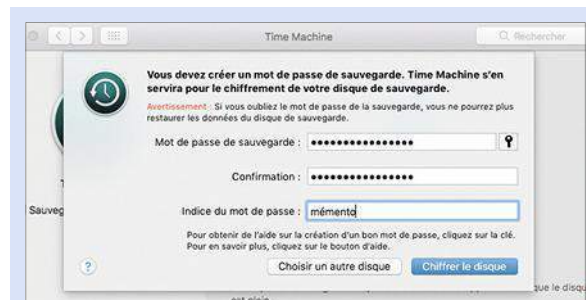 Time Machine
Rechercher
Vous devez créer un mot de passe de sauvegarde. Time Machine s'en
servira pour le chiffrement de votre disque de sauvegarde.
Avertissement : Si vous oubliez le mot de passe de la sauvegarde, vous ne pourrez plus
restaurer les données du disque de sauvegarde.
Mot de passe de sauvegarde : ●●●●●●●●●●●●●●●●
Confirmation : ●●●●●●●●●●●●●●●●
Sauveg
Indice du mot de passe : mémento
Pour obtenir de l'aide sur la création d'un bon mot de passe, cliquez sur la clé.
Pour en savoir plus, cliquez sur le bouton d'aide.
? Choisir un autre disque Chiffrer le disque
que le disq